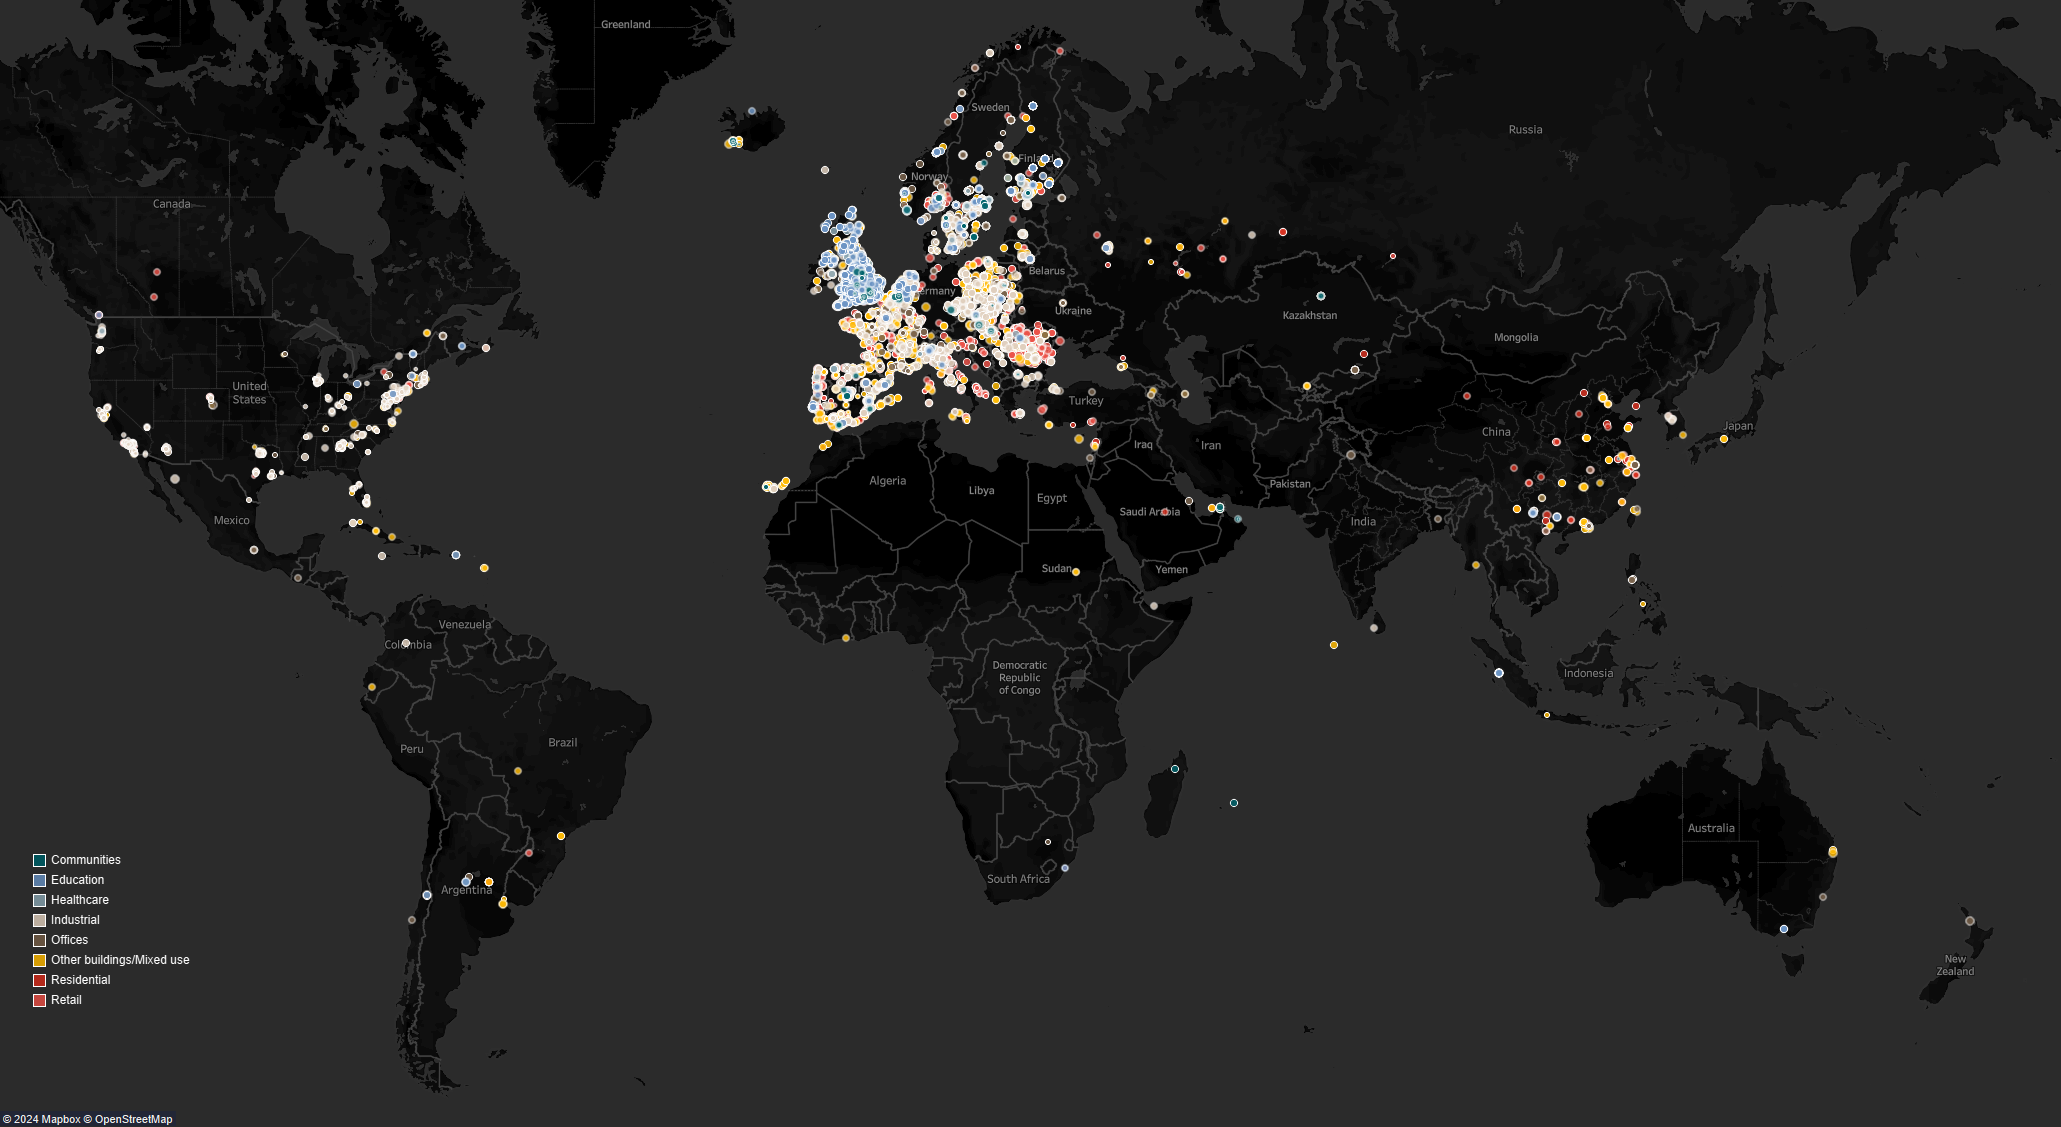 Greenland
Sweden
Russia
Finland
Norway
Canada
Belarus
Germany
Ukraine
Kazakhstan
Mongolia
United
States
Turkey
Japan
China
Iraq
Iran
Algeria
Libya
Egypt
Pakistan
Saudi Arabia
Mexico
India
Sudan
Yemen
Venezuela
Colombia
Democratic
Republic
of Congo
Indonesia
Brazil
Peru
Australia
South Africa
Argentina
New
Zealand
Communities
Education
Healthcare
Industrial
Offices
Other buildings/Mixed use
Residential
Retail
© 2024 Mapbox © OpenStreetMap